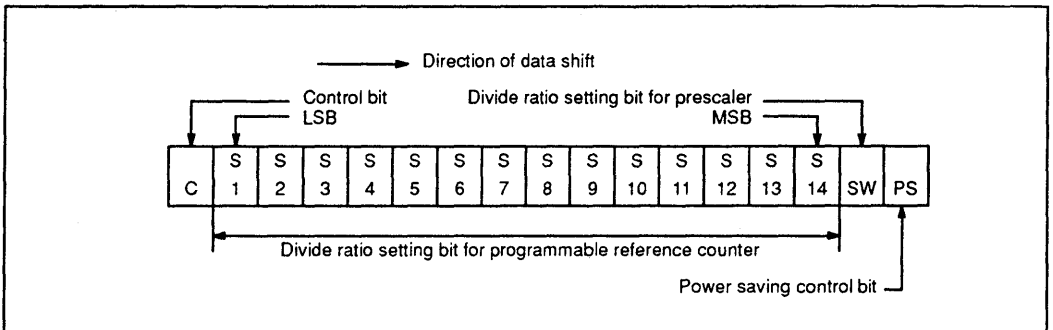 Direction of data shift
Control bit Divide ratio setting bit for prescaler
LSB MSB
S S S S S S S S S S S S S S
C 1 2 3 4 5 6 7 8 9 10 11 12 13 14 SW PS
Divide ratio setting bit for programmable reference counter
Power saving control bit